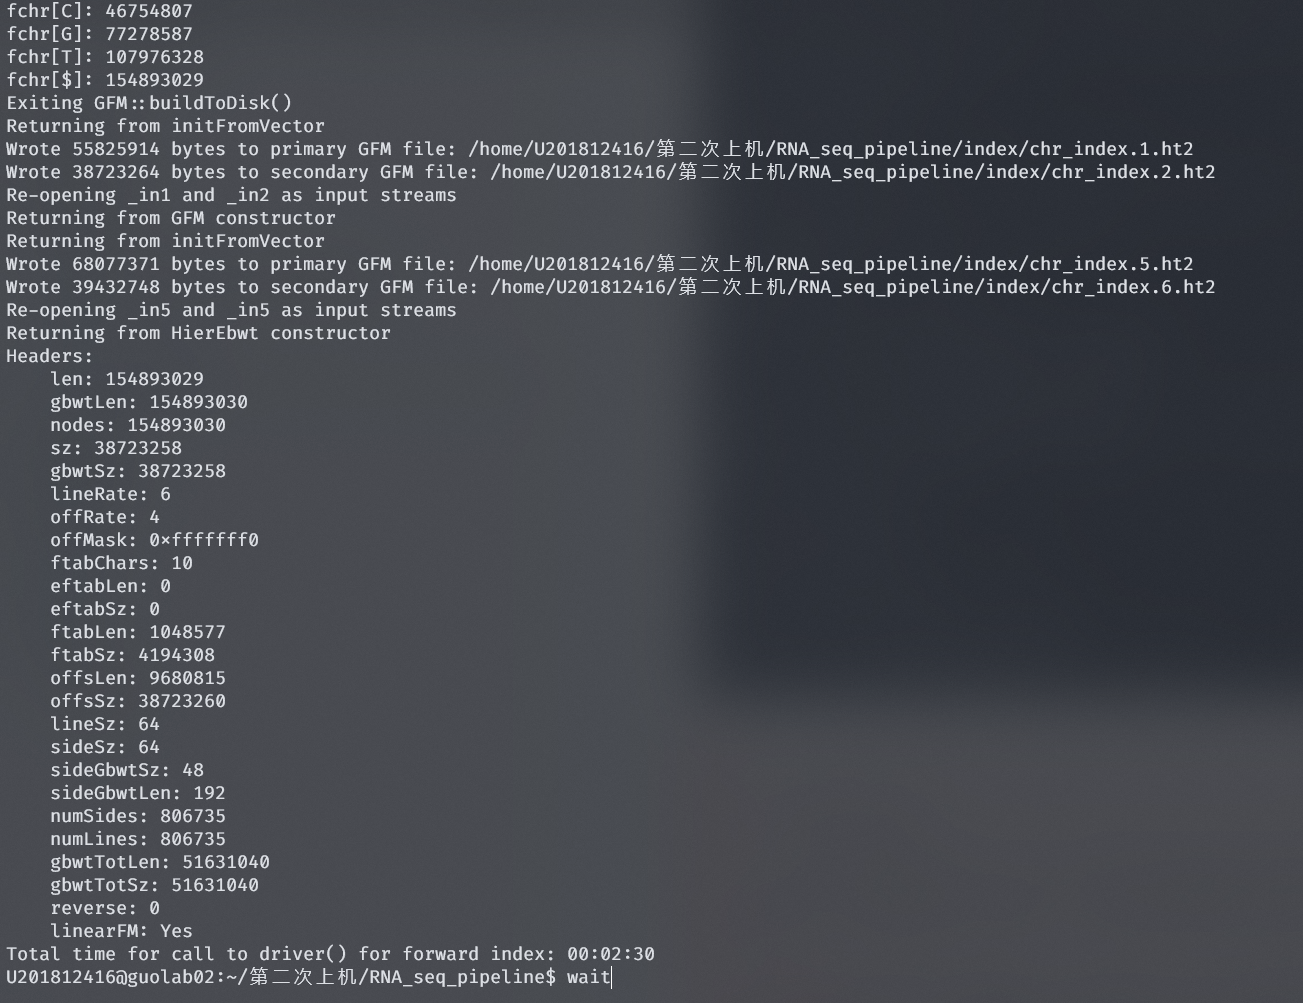 fchr[C]: 46754807
fchr[G]: 77278587
fchr[T]: 107976328
fchr[$]: 154893029
Exiting GFM::buildToDisk()
Returning from initFromVector
Wrote 55825914 bytes to primary GFM file: /home/U201812416/第二次上机/RNA_seq_pipeline/index/chr_index.1.ht2
Wrote 38723264 bytes to secondary GFM file: /home/U201812416/第二次上机/RNA_seq_pipeline/index/chr_index.2.ht2
Re-opening _in1 and _in2 as input streams
Returning from GFM constructor
Returning from initFromVector
Wrote 68077371 bytes to primary GFM file: /home/U201812416/第二次上机/RNA_seq_pipeline/index/chr_index.5.ht2
Wrote 39432748 bytes to secondary GFM file: /home/U201812416/第二次上机/RNA_seq_pipeline/index/chr_index.6.ht2
Re-opening _in5 and _in5 as input streams
Returning from HierEbwt constructor
Headers:
    len: 154893029
    gbwtLen: 154893030
    nodes: 154893030
    sz: 38723258
    gbwtSz: 38723258
    lineRate: 6
    offRate: 4
    offMask: 0xfffffff0
    ftabChars: 10
    eftabLen: 0
    eftabSz: 0
    ftabLen: 1048577
    ftabSz: 4194308
    offsLen: 9680815
    offsSz: 38723260
    lineSz: 64
    sideSz: 64
    sideGbwtSz: 48
    sideGbwtLen: 192
    numSides: 806735
    numLines: 806735
    gbwtTotLen: 51631040
    gbwtTotSz: 51631040
    reverse: 0
    linearFM: Yes
Total time for call to driver() for forward index: 00:02:30
U201812416@guolab02:~/第二次上机/RNA_seq_pipeline$ wait